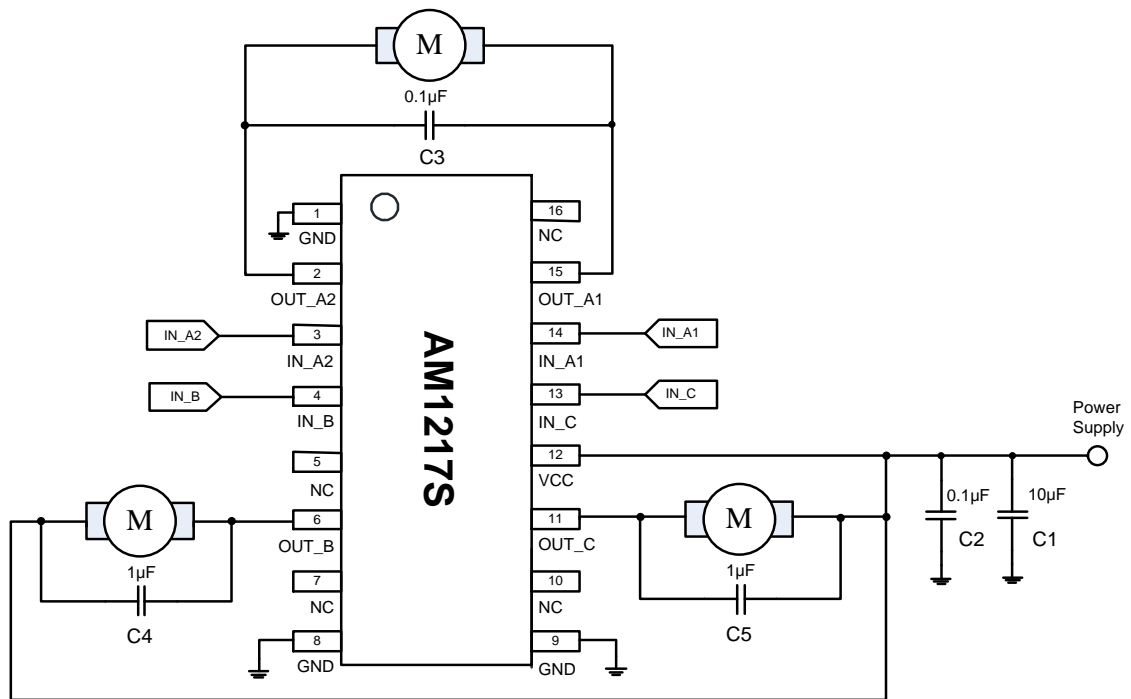 M
0.1µF
C3
1
GND
16
NC
2
OUT_A2
15
OUT_A1
IN_A2
3
IN_A2
14
IN_A1
IN_A1
IN_B
4
IN_B
13
IN_C
IN_C
AM1217S
5
NC
12
VCC
Power
Supply
M
6
OUT_B
11
OUT_C
M
0.1µF
C2
10µF
C1
1µF
C4
7
NC
10
NC
1µF
C5
8
GND
9
GND